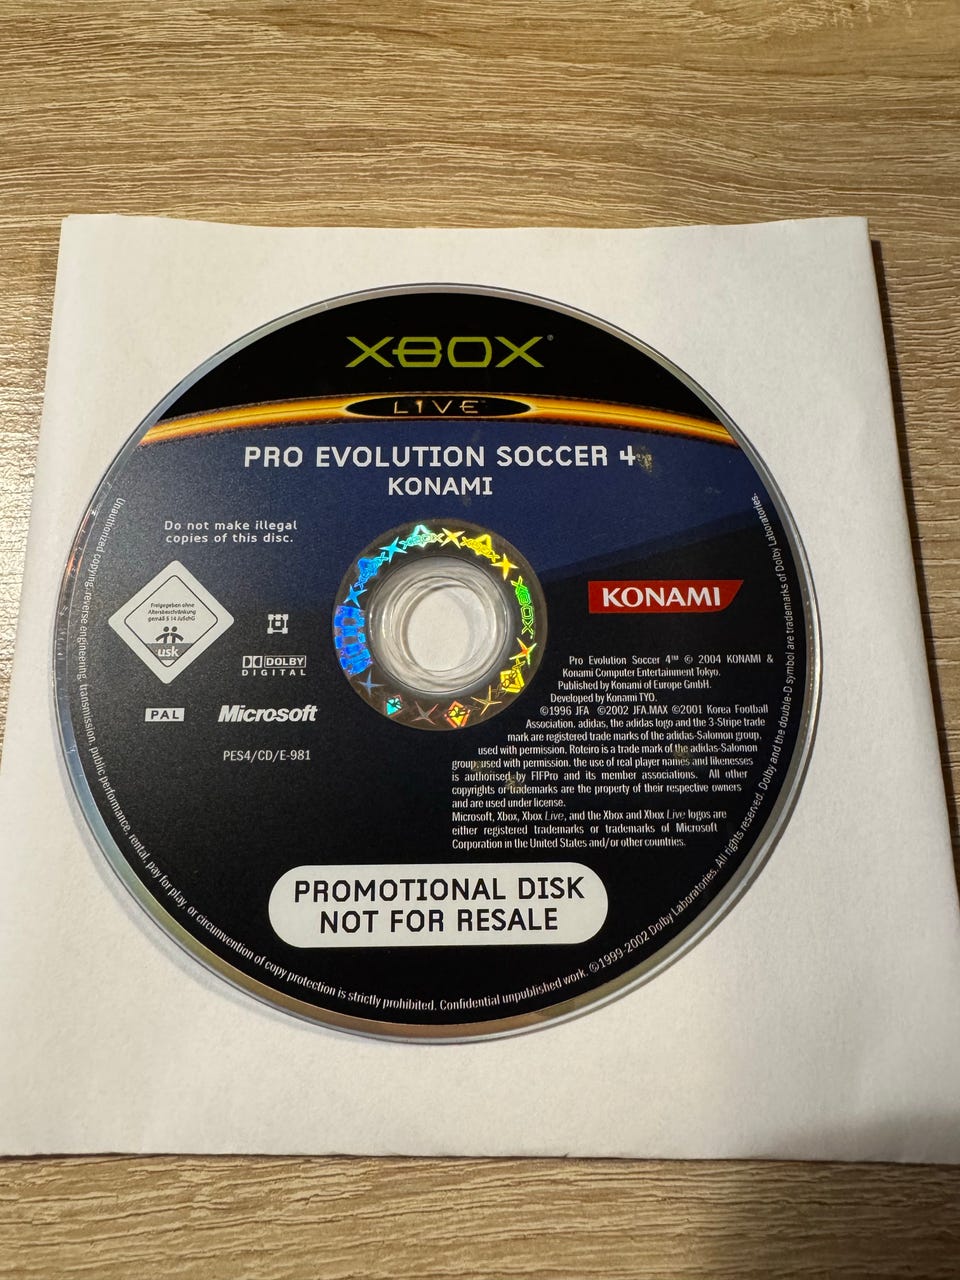 XBOX®
LIVE™
PRO EVOLUTION SOCCER 4
KONAMI
Do not make illegal
copies of this disc.
Freigegeben ohne
Altersbeschränkung
gemäß § 14 JuSchG
usk
DOLBY
DIGITAL
PAL
Microsoft
PES4/CD/E-981
KONAMI
Pro Evolution Soccer 4™ © 2004 KONAMI &
Konami Computer Entertainment Tokyo.
Published by Konami of Europe GmbH.
Developed by Konami TYO.
©1996 JFA ©2002 JFA.MAX ©2001 Korea Football
Association. adidas, the adidas logo and the 3-Stripe trade
mark are registered trade marks of the adidas-Salomon group,
used with permission. Roteiro is a trade mark of the adidas-Salomon
group, used with permission. the use of real player names and likenesses
is authorised by FIFPro and its member associations. All other
copyrights or trademarks are the property of their respective owners
and are used under license.
Microsoft, Xbox, Xbox Live, and the Xbox and Xbox Live logos are
either registered trademarks or trademarks of Microsoft
Corporation in the United States and/or other countries.
PROMOTIONAL DISK
NOT FOR RESALE
Unauthorized copying, reverse engineering, transmission, public performance, rental, pay for play, or circumvention of copy protection is strictly prohibited. Confidential unpublished work. ©1999-2002 Dolby Laboratories. All rights reserved. Dolby and the double-D symbol are trademarks of Dolby Laboratories.